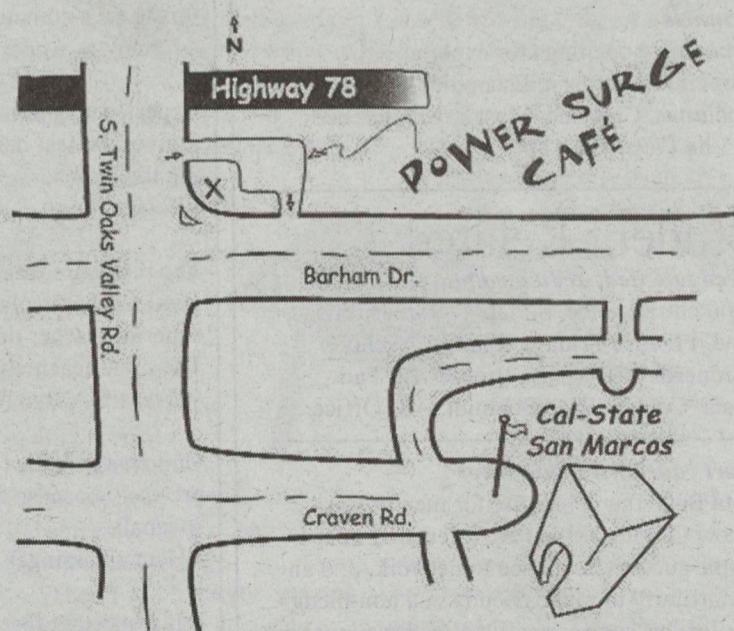 N
Highway 78
POWER SURGE
CAFÉ
S. Twin Oaks Valley Rd.
X
Barham Dr.
Cal-State
San Marcos
Craven Rd.